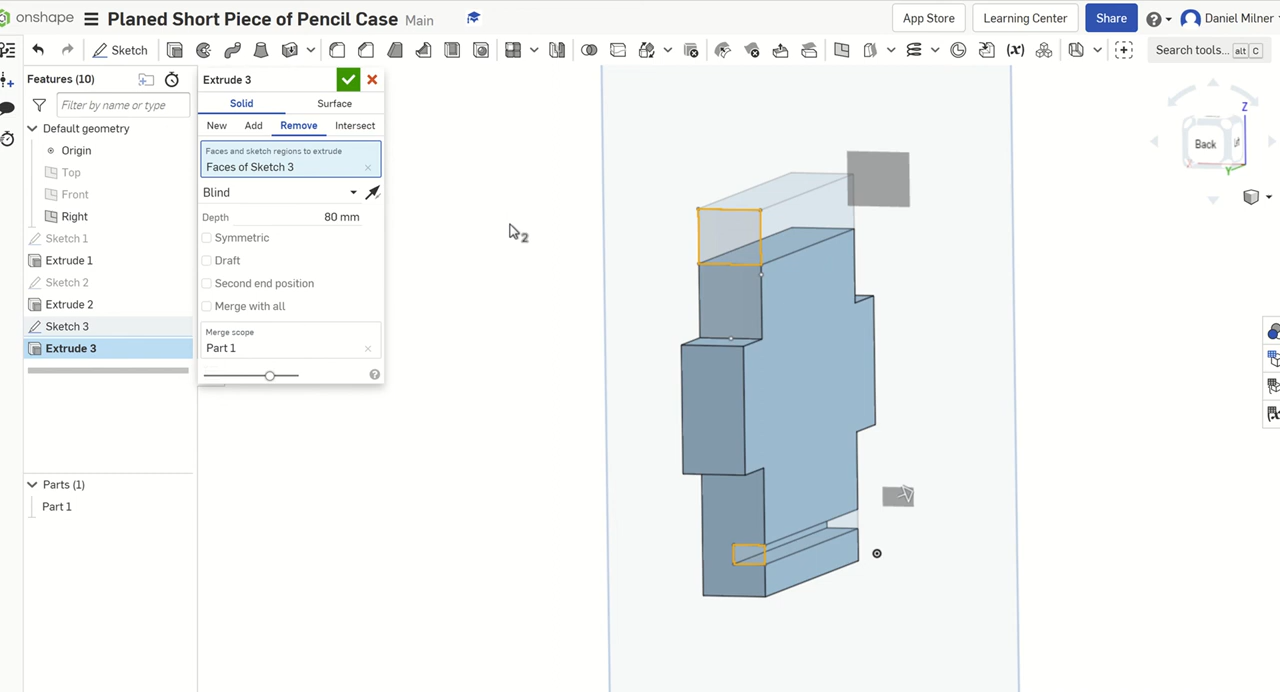 onshape Planed Short Piece of Pencil Case Main App Store Learning Center Share Daniel Milner
Sketch (x) Search tools... alt C
Features (10)
Filter by name or type
Default geometry
Origin
Top
Front
Right
Sketch 1
Extrude 1
Sketch 2
Extrude 2
Sketch 3
Extrude 3
Parts (1)
Part 1
Extrude 3
Solid Surface
New Add Remove Intersect
Faces and sketch regions to extrude
Faces of Sketch 3
Blind
Depth 80 mm
Symmetric
Draft
Second end position
Merge with all
Merge scope
Part 1
2
Z
Back
Y